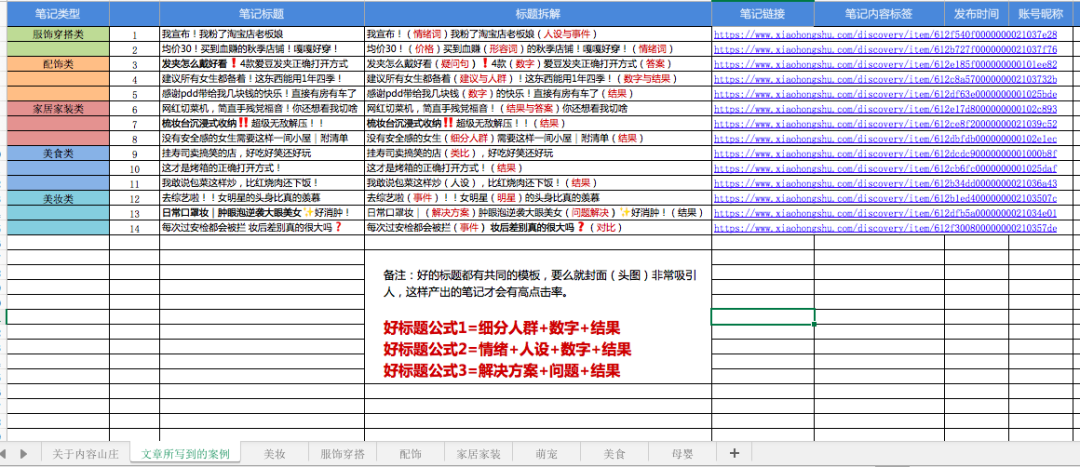 笔记类型 笔记标题 标题拆解 笔记链接 笔记内容标签 发布时间 账号昵称
服饰穿搭类 1 我宣布！我粉了淘宝店老板娘 我宣布！（情绪词）我粉了淘宝店老板娘（人设与事件） https://www.xiaohongshu.com/discovery/item/612f540f0000000021037e28
2 均价30！买到血赚的秋季店铺！嘎嘎好穿！ 均价30！（价格）买到血赚（形容词）的秋季店铺！嘎嘎好穿！（情绪词） https://www.xiaohongshu.com/discovery/item/612b727f0000000021037f76
配饰类 3 发夹怎么戴好看❗4款爱豆发夹正确打开方式 发夹怎么戴好看（疑问句）❗4款（数字）爱豆发夹正确打开方式（答案） https://www.xiaohongshu.com/discovery/item/612e185f0000000010101ee82
4 建议所有女生都备着！这东西能用1年四季！ 建议所有女生都备着（建议与人群）！这东西能用1年四季！（数字与结果） https://www.xiaohongshu.com/discovery/item/612c8a57000000002103732b
5 感谢pdd带给我几块钱的快乐！直接有房有车了 感谢pdd带给我几块钱（数字）的快乐！直接有房有车了（结果） https://www.xiaohongshu.com/discovery/item/612df63e0000000001025bde
家居家装类 6 网红切菜机，简直手残党福音！你还想看我切啥 网红切菜机，简直手残党福音！（结果与答案）你还想看我切啥 https://www.xiaohongshu.com/discovery/item/612e17d8000000000102c893
7 梳妆台沉浸式收纳‼️超级无敌解压！！ 梳妆台沉浸式收纳‼️超级无敌解压！！（结果） https://www.xiaohongshu.com/discovery/item/612ce8f20000000021039c52
8 没有安全感的女生需要这样一间小屋｜附清单 没有安全感的女生（细分人群）需要这样一间小屋｜附清单（结果） https://www.xiaohongshu.com/discovery/item/612dbfdb000000000102e1ec
美食类 9 挂寿司卖搞笑的店，好吃好笑还好玩 挂寿司卖搞笑的店（类比），好吃好笑还好玩 https://www.xiaohongshu.com/discovery/item/612dcdc90000000001000b8f
10 这才是烤箱的正确打开方式！ 这才是烤箱的正确打开方式！（结果） https://www.xiaohongshu.com/discovery/item/612cb6fc0000000001025daf
11 我敢说包菜这样炒，比红烧肉还下饭！ 我敢说包菜这样炒（人设），比红烧肉还下饭！（结果） https://www.xiaohongshu.com/discovery/item/612b34dd0000000021036a43
美妆类 12 去综艺啦！！女明星的头身比真的羡慕 去综艺啦（事件）！！女明星（明星）的头身比真的羡慕 https://www.xiaohongshu.com/discovery/item/612b1ed4000000002103507c
13 日常口罩妆｜肿眼泡逆袭大眼美女✨好消肿！ 日常口罩妆｜（解决方案）肿眼泡逆袭大眼美女（问题解决）✨好消肿！（结果） https://www.xiaohongshu.com/discovery/item/612dfb5a0000000021034e01
14 每次过安检都会被拦 妆后差别真的很大吗❓ 每次过安检都会被拦（事件） 妆后差别真的很大吗❓（对比） https://www.xiaohongshu.com/discovery/item/612f300800000000210357de
备注：好的标题都有共同的模板，要么就封面（头图）非常吸引
人，这样产出的笔记才会有高点击率。
好标题公式1=细分人群+数字+结果
好标题公式2=情绪+人设+数字+结果
好标题公式3=解决方案+问题+结果
关于内容山庄 文章所写到的案例 美妆 服饰穿搭 配饰 家居家装 萌宠 美食 母婴 +